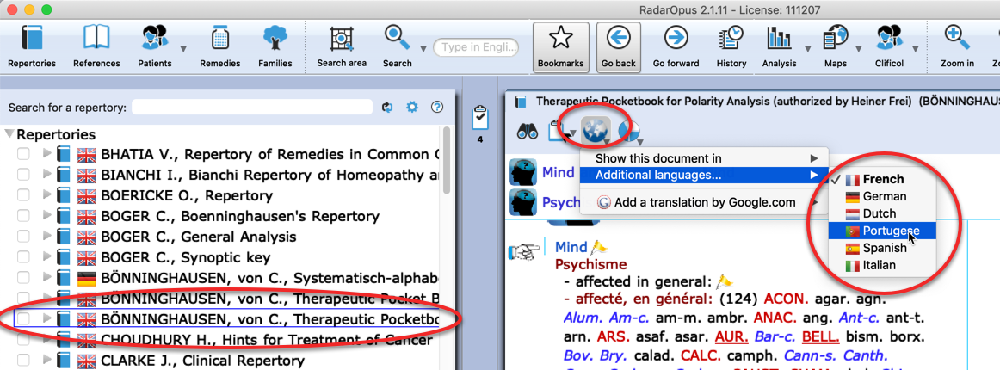 RadarOpus 2.1.11 - License: 111207
Repertories References Patients Remedies Families Search area Search Type in Engli... Bookmarks Go back Go forward History Analysis Maps Clificol Zoom in
Search for a repertory:
Repertories
BHATIA V., Repertory of Remedies in Common C
BIANCHI I., Bianchi Repertory of Homeopathy a
BOERICKE O., Repertory
BOGER C., Boenninghausen's Repertory
BOGER C., General Analysis
BOGER C., Synoptic key
BÖNNINGHAUSEN, von C., Systematisch-alphabe
BÖNNINGHAUSEN, von C., Therapeutic Pocket B
BÖNNINGHAUSEN, von C., Therapeutic Pocketbo
CHOUDHURY H., Hints for Treatment of Cancer
CLARKE J., Clinical Repertory
4
Therapeutic Pocketbook for Polarity Analysis (authorized by Heiner Frei) (BÖNNINGHAUS
Show this document in
Additional languages...
Add a translation by Google.com
French
German
Dutch
Portugese
Spanish
Italian
Mind
Psych
Mind
Psychisme
- affected in general:
- affecté, en général: (124) ACON. agar. agn.
Alum. Am-c. am-m. ambr. ANAC. ang. Ant-c. ant-t.
arn. ARS. asaf. asar. AUR. Bar-c. BELL. bism. borx.
Bov. Bry. calad. CALC. camph. Cann-s. Canth.